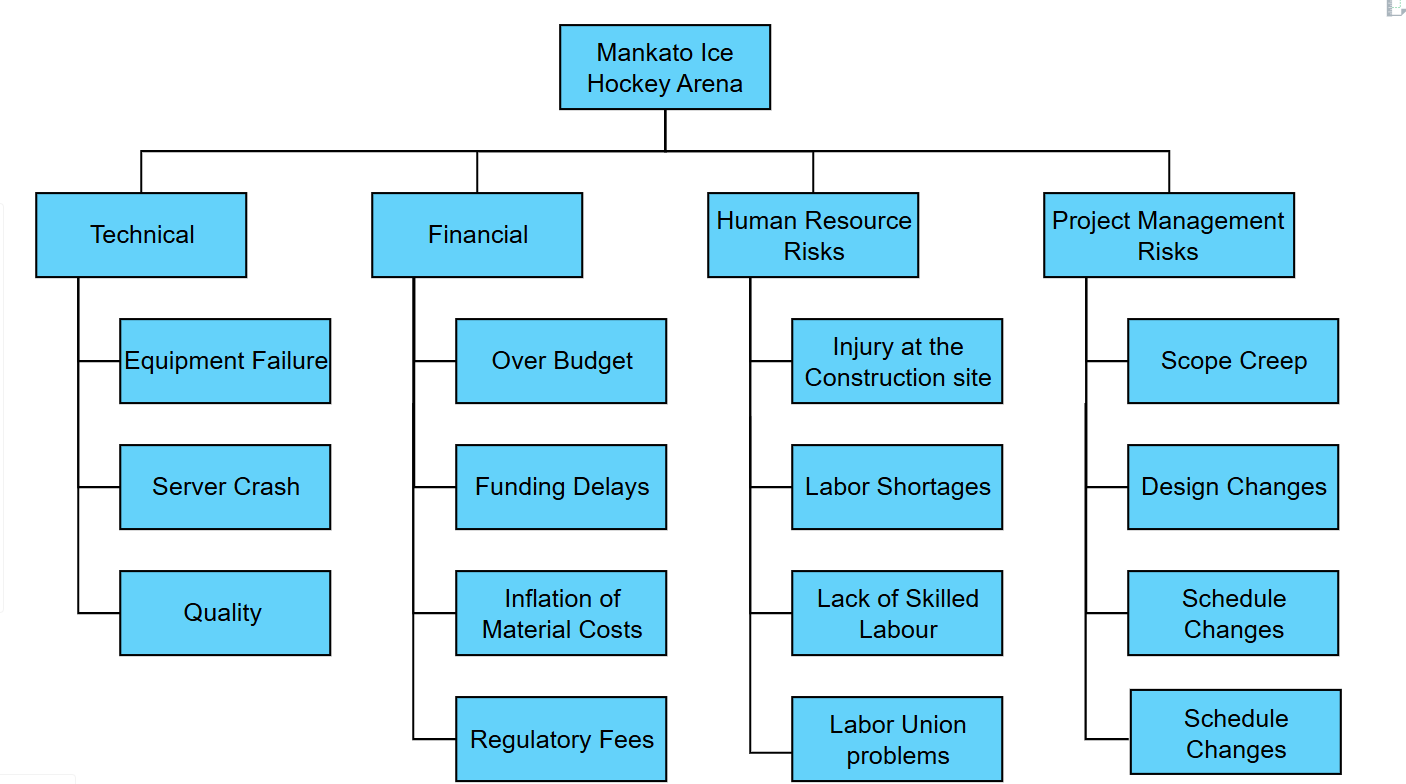 Mankato Ice
Hockey Arena
Technical
Financial
Human Resource
Risks
Project Management
Risks
Equipment Failure
Server Crash
Quality
Over Budget
Funding Delays
Inflation of
Material Costs
Regulatory Fees
Injury at the
Construction site
Labor Shortages
Lack of Skilled
Labour
Labor Union
problems
Scope Creep
Design Changes
Schedule
Changes
Schedule
Changes